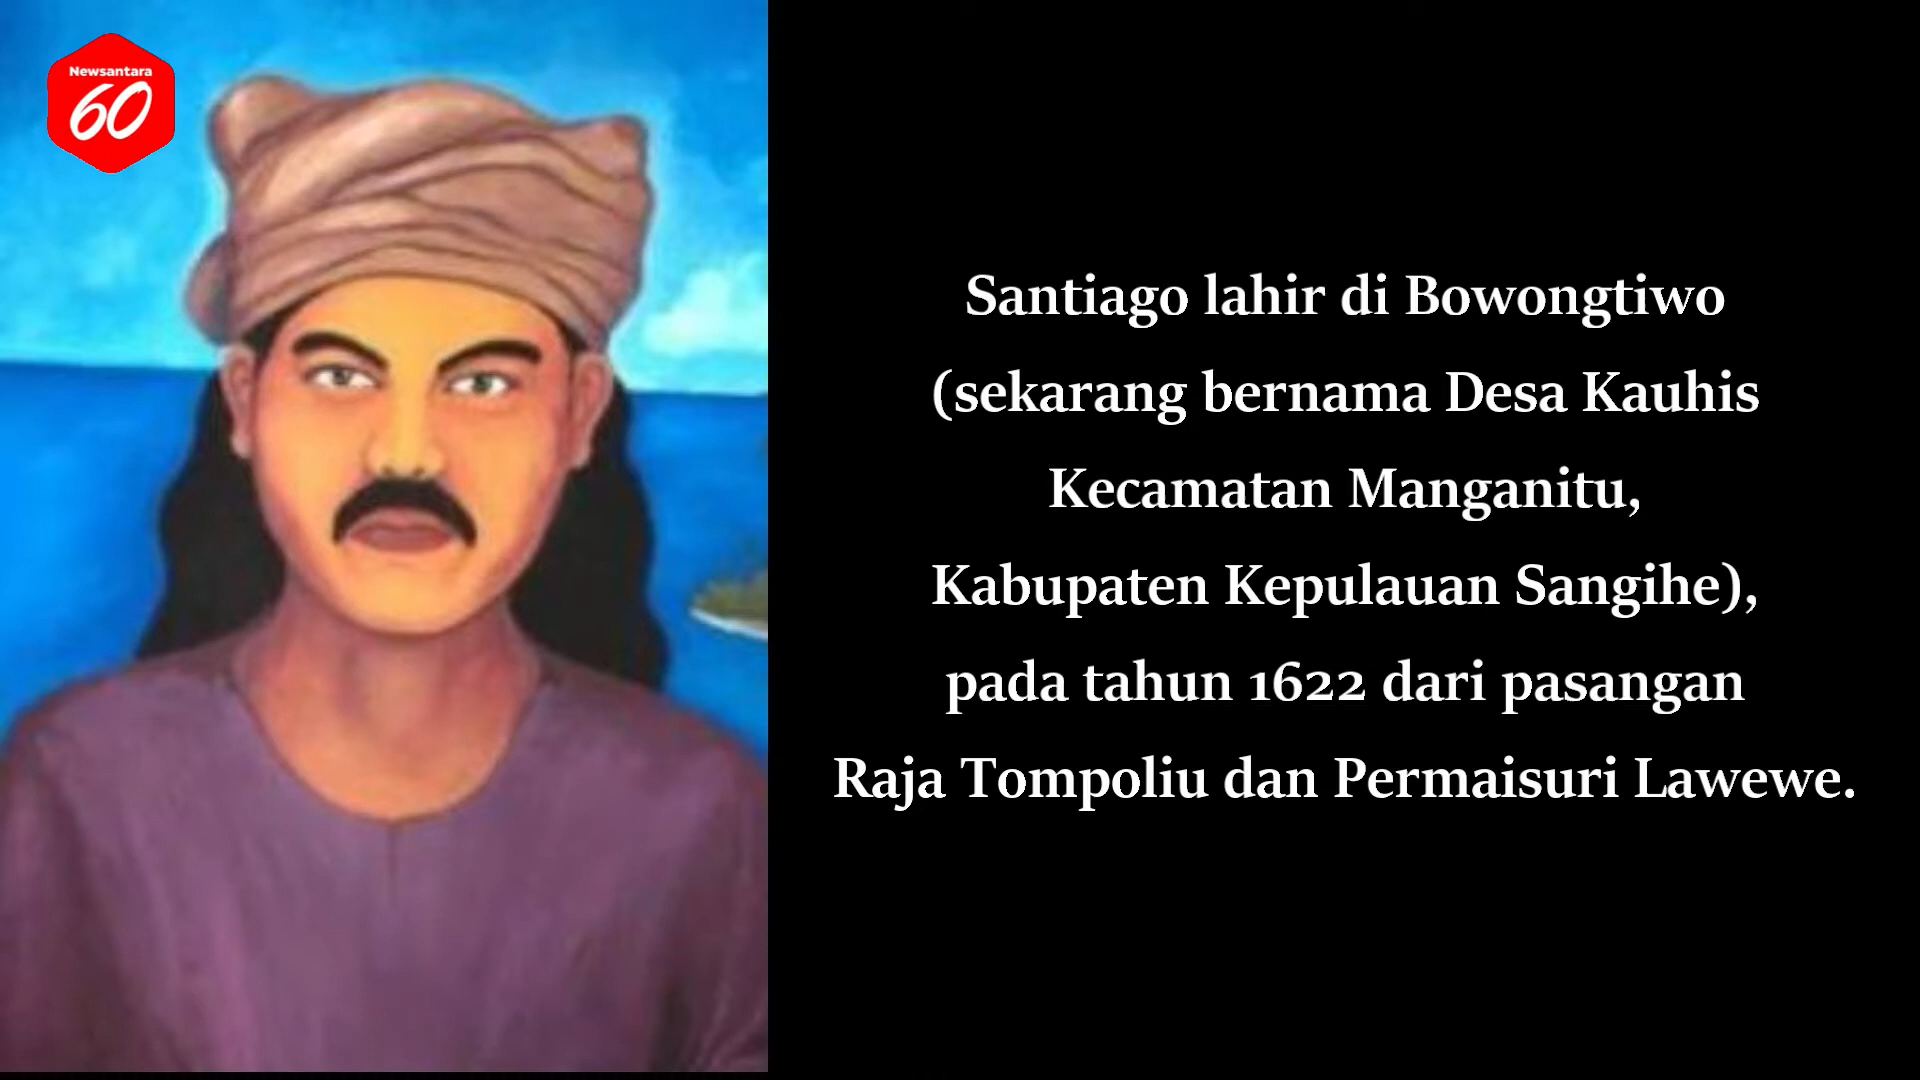 Newsantara
60
Santiago lahir di Bowongtiwo
(sekarang bernama Desa Kauhis
Kecamatan Manganitu,
Kabupaten Kepulauan Sangihe),
pada tahun 1622 dari pasangan
Raja Tompoliu dan Permaisuri Lawewe.